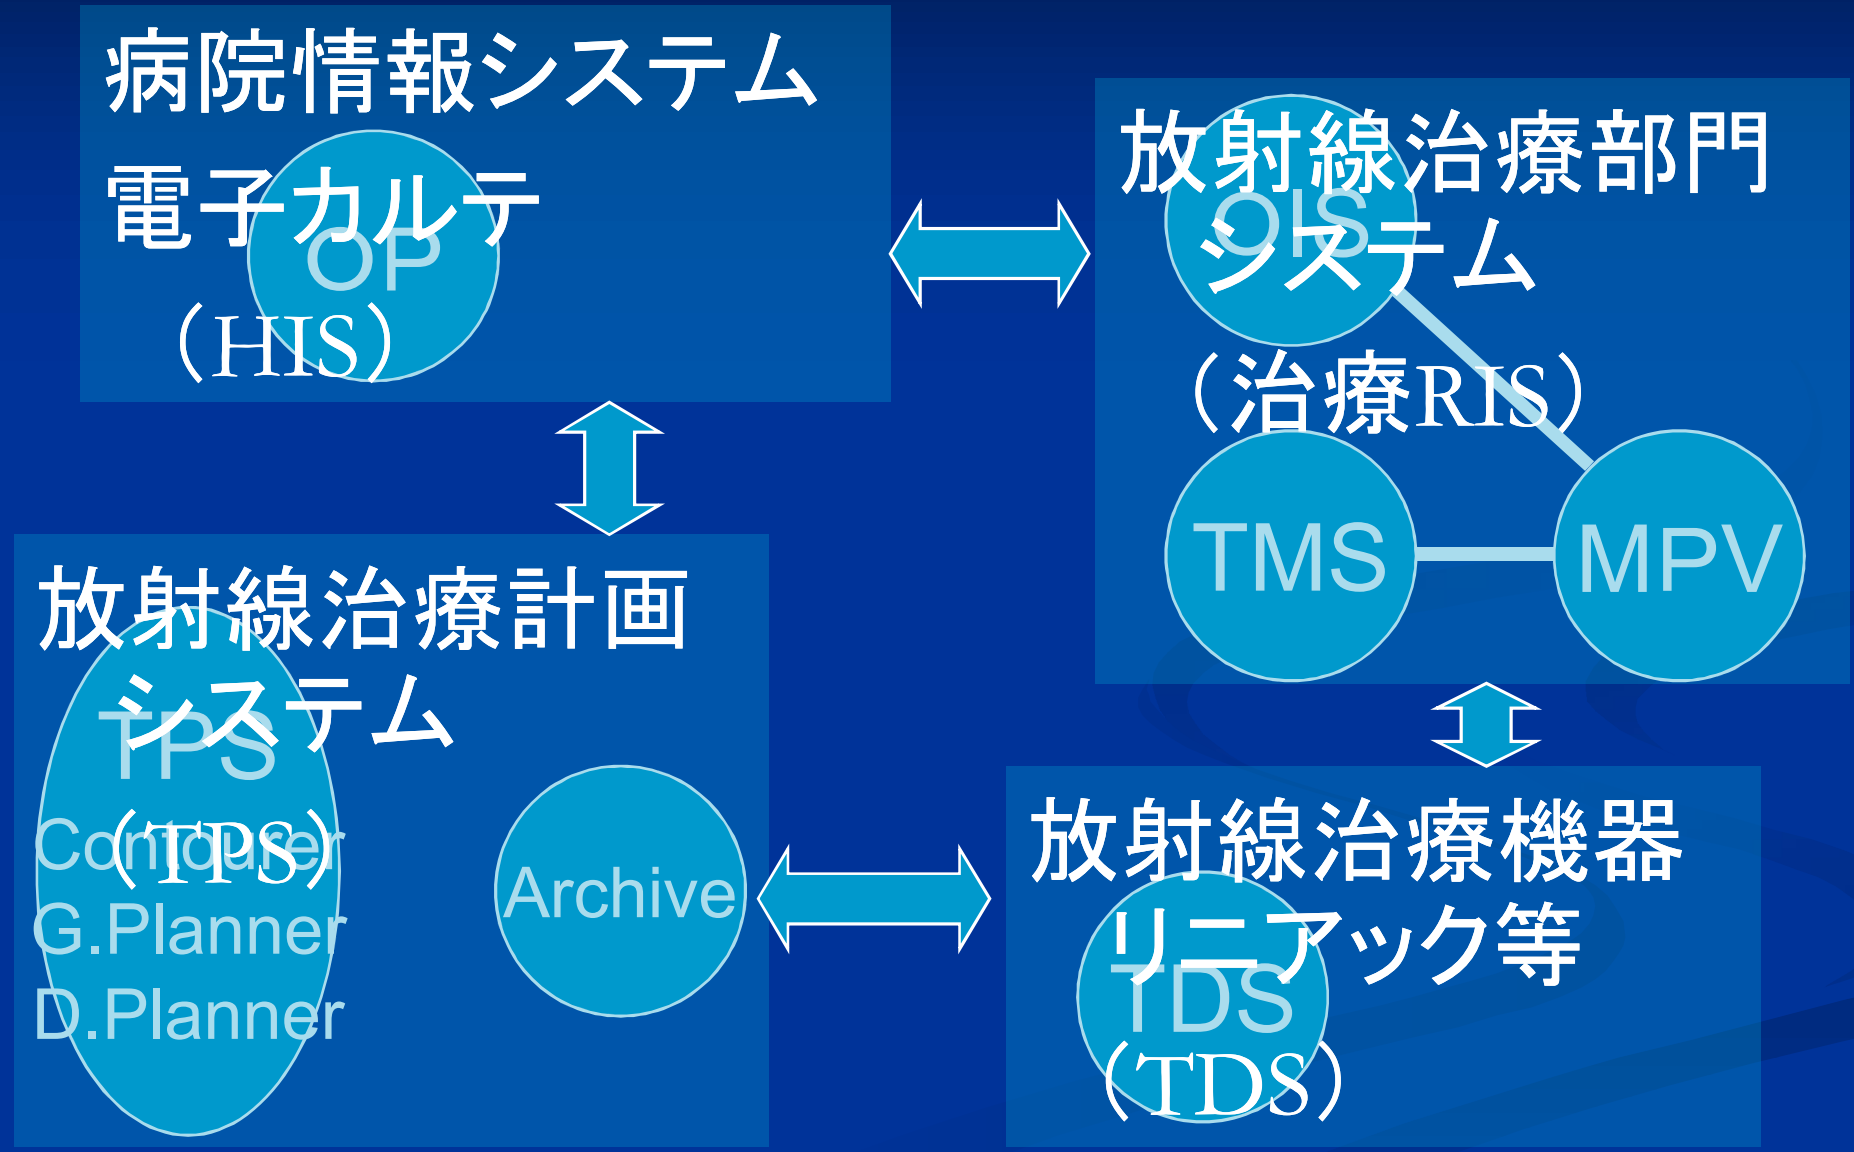 病院情報システム
電子カルテ
OP
（HIS）
放射線治療部門
OIS
システム
（治療RIS）
TMS
MPV
放射線治療計画
システム
TPS
（TPS）
Contourer
G.Planner
D.Planner
Archive
放射線治療機器
リニアック等
TDS
（TDS）